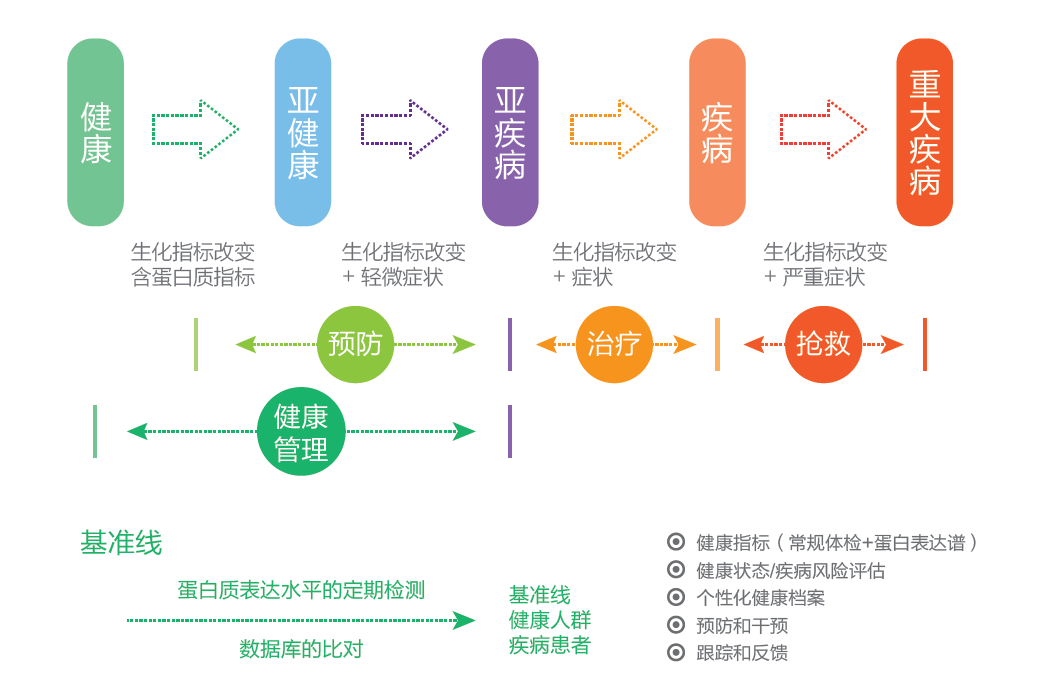 健康
亚健康
亚疾病
疾病
重大疾病
生化指标改变
含蛋白质指标
生化指标改变
+ 轻微症状
生化指标改变
+ 症状
生化指标改变
+ 严重症状
预防
治疗
抢救
健康
管理
基准线
蛋白质表达水平的定期检测
数据库的比对
基准线
健康人群
疾病患者
健康指标（常规体检+蛋白表达谱）
健康状态/疾病风险评估
个性化健康档案
预防和干预
跟踪和反馈